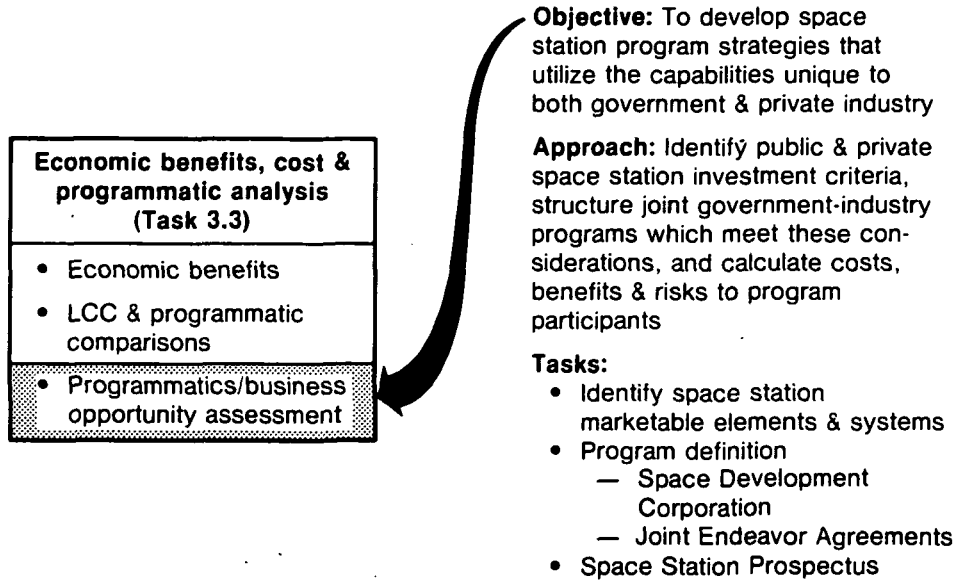 Economic benefits, cost &
programmatic analysis
(Task 3.3)
• Economic benefits
• LCC & programmatic
comparisons
• Programmatics/business
opportunity assessment
Objective: To develop space
station program strategies that
utilize the capabilities unique to
both government & private industry
Approach: Identify public & private
space station investment criteria,
structure joint government-industry
programs which meet these con-
siderations, and calculate costs,
benefits & risks to program
participants
Tasks:
• Identify space station
marketable elements & systems
• Program definition
— Space Development
Corporation
— Joint Endeavor Agreements
• Space Station Prospectus